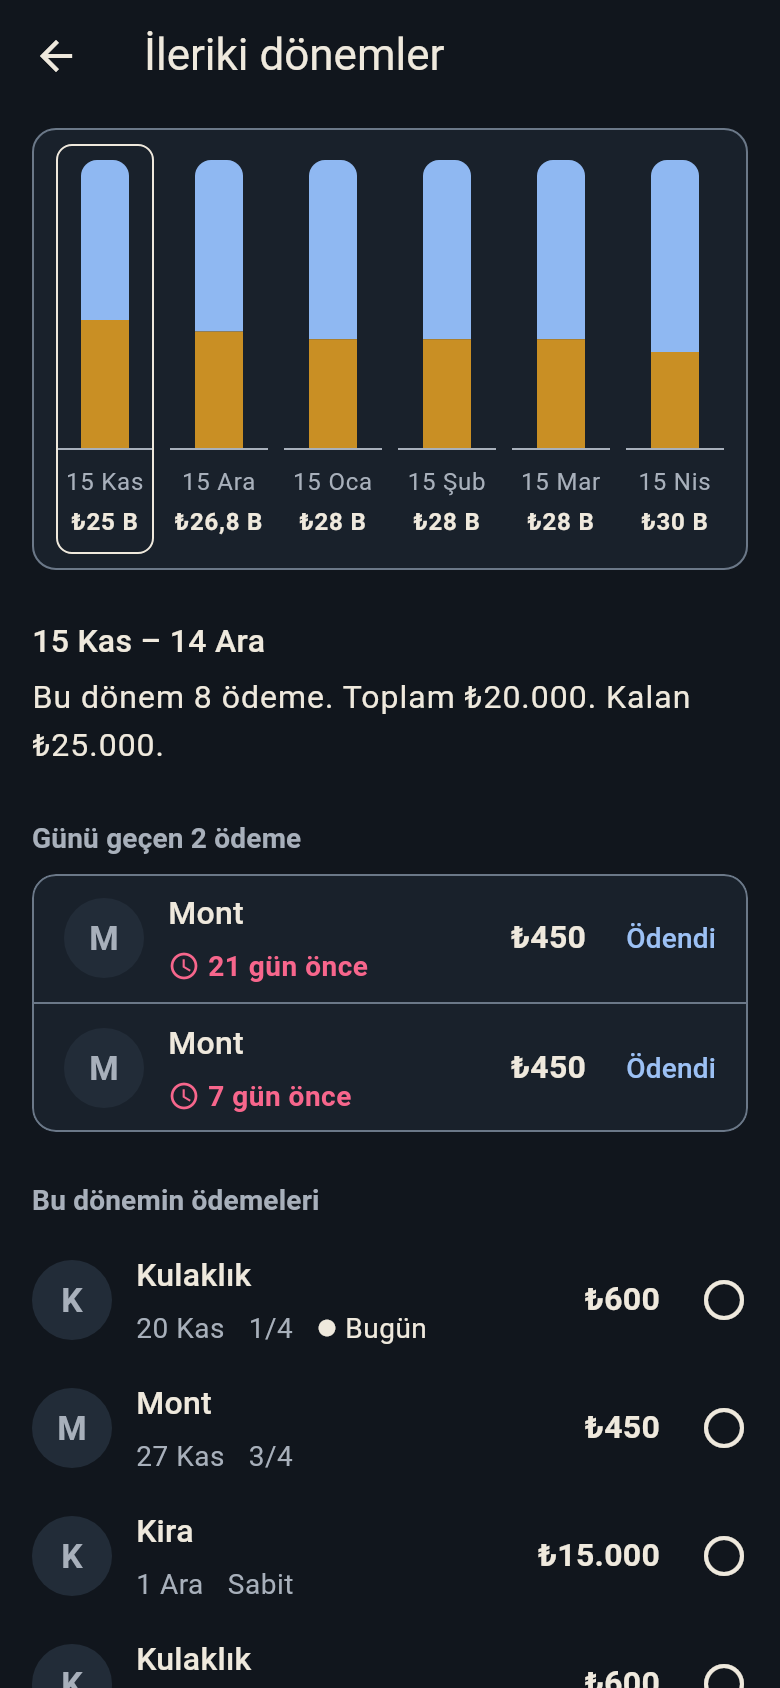 İleriki dönemler
15 Kas 15 Ara 15 Oca 15 Şub 15 Mar 15 Nis
₺25 B ₺26,8 B ₺28 B ₺28 B ₺28 B ₺30 B
15 Kas – 14 Ara
Bu dönem 8 ödeme. Toplam ₺20.000. Kalan
₺25.000.
Günü geçen 2 ödeme
M Mont ₺450 Ödendi
21 gün önce
M Mont ₺450 Ödendi
7 gün önce
Bu dönemin ödemeleri
K Kulaklık ₺600
20 Kas 1/4 Bugün
M Mont ₺450
27 Kas 3/4
K Kira ₺15.000
1 Ara Sabit
K Kulaklık ₺600